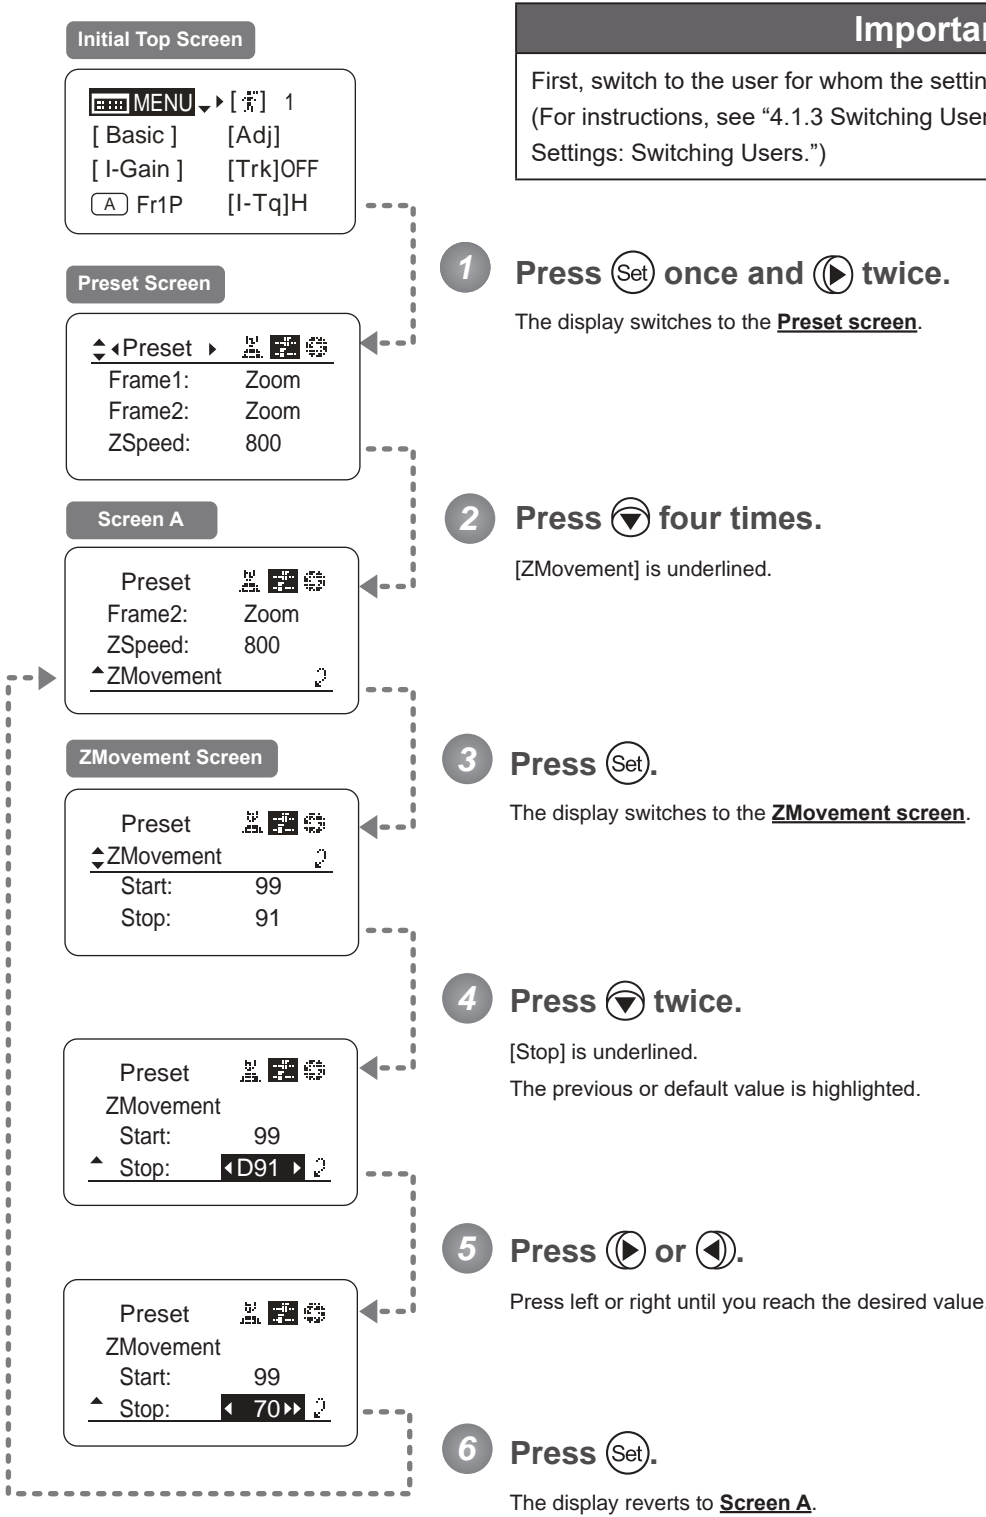 Initial Top Screen
MENU [ ] 1
[ Basic ] [Adj]
[ I-Gain ] [Trk]OFF
A Fr1P [I-Tq]H
First, switch to the user for whom the
(For instructions, see “4.1.3 Switching
Settings: Switching Users.”)
1 Press Set once and twice.
The display switches to the Preset screen.
Preset Screen
Preset
Frame1: Zoom
Frame2: Zoom
ZSpeed: 800
2 Press four times.
[ZMovement] is underlined.
Screen A
Preset
Frame2: Zoom
ZSpeed: 800
ZMovement
3 Press Set.
The display switches to the ZMovement screen.
ZMovement Screen
Preset
ZMovement
Start: 99
Stop: 91
4 Press twice.
[Stop] is underlined.
The previous or default value is highlighted.
Preset
ZMovement
Start: 99
Stop: D91
5 Press or .
Press left or right until you reach the desired value.
Preset
ZMovement
Start: 99
Stop: 70
6 Press Set.
The display reverts to Screen A.